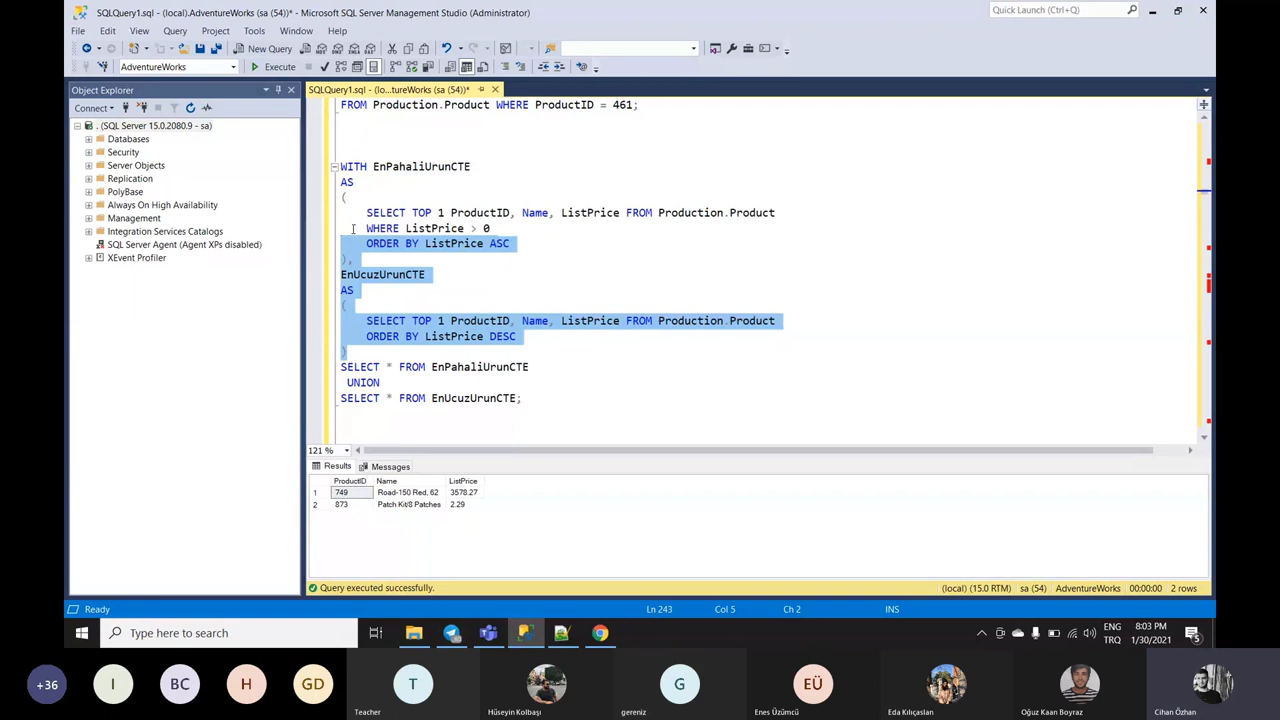 SQLQuery1.sql - (local).AdventureWorks (sa (54))* - Microsoft SQL Server Management Studio (Administrator)
Quick Launch (Ctrl+Q)
File Edit View Query Project Tools Window Help
New Query
AdventureWorks Execute
Object Explorer
SQLQuery1.sql - (lo...tureWorks (sa (54))*
Connect
. (SQL Server 15.0.2080.9 - sa)
Databases
Security
Server Objects
Replication
PolyBase
Always On High Availability
Management
Integration Services Catalogs
SQL Server Agent (Agent XPs disabled)
XEvent Profiler
FROM Production.Product WHERE ProductID = 461;
WITH EnPahaliUrunCTE
AS
(
SELECT TOP 1 ProductID, Name, ListPrice FROM Production.Product
WHERE ListPrice > 0
ORDER BY ListPrice ASC
),
EnUcuzUrunCTE
AS
(
SELECT TOP 1 ProductID, Name, ListPrice FROM Production.Product
ORDER BY ListPrice DESC
)
SELECT * FROM EnPahaliUrunCTE
UNION
SELECT * FROM EnUcuzUrunCTE;
121 %
Results Messages
ProductID Name ListPrice
1 749 Road-150 Red, 62 3578.27
2 873 Patch Kit/8 Patches 2.29
Query executed successfully. (local) (15.0 RTM) sa (54) AdventureWorks 00:00:00 2 rows
Ready Ln 243 Col 5 Ch 2 INS
Type here to search
ENG
TRQ
8:03 PM
1/30/2021
5
+36 I BC H GD T G EÜ
Teacher Hüseyin Kolbaşı gereniz Enes Üzümcü Eda Kılıçaslan Oğuz Kaan Boyraz Cihan Özhan